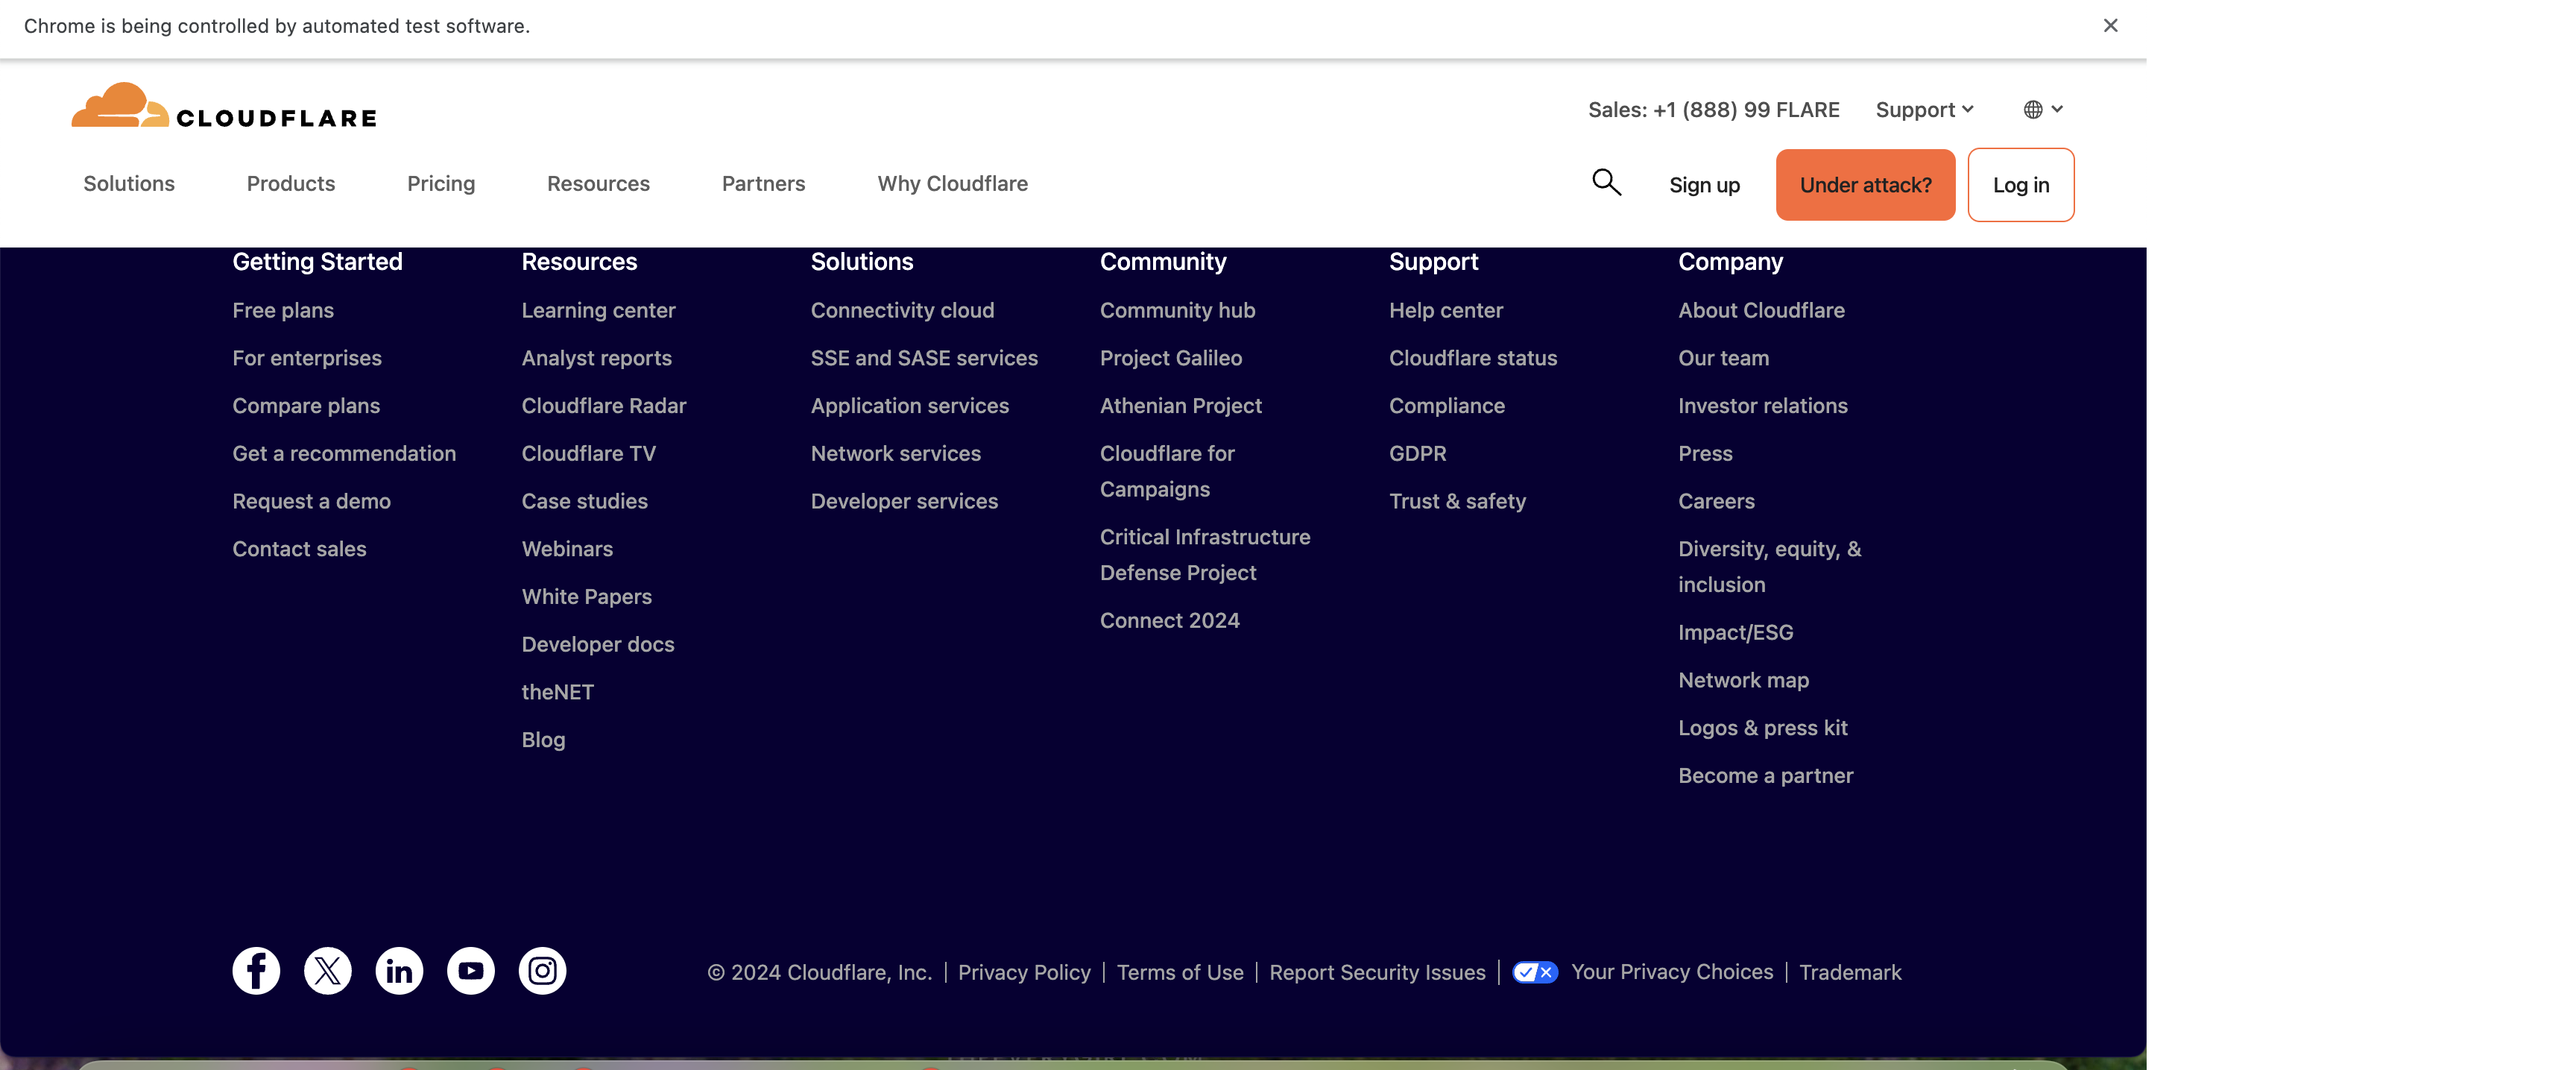 Chrome is being controlled by automated test software.
CLOUDFLARE
Sales: +1 (888) 99 FLARE
Support
Solutions
Products
Pricing
Resources
Partners
Why Cloudflare
Sign up
Under attack?
Log in
Getting Started
Free plans
For enterprises
Compare plans
Get a recommendation
Request a demo
Contact sales
Resources
Learning center
Analyst reports
Cloudflare Radar
Cloudflare TV
Case studies
Webinars
White Papers
Developer docs
theNET
Blog
Solutions
Connectivity cloud
SSE and SASE services
Application services
Network services
Developer services
Community
Community hub
Project Galileo
Athenian Project
Cloudflare for
Campaigns
Critical Infrastructure
Defense Project
Connect 2024
Support
Help center
Cloudflare status
Compliance
GDPR
Trust & safety
Company
About Cloudflare
Our team
Investor relations
Press
Careers
Diversity, equity, &
inclusion
Impact/ESG
Network map
Logos & press kit
Become a partner
© 2024 Cloudflare, Inc. | Privacy Policy | Terms of Use | Report Security Issues | Your Privacy Choices | Trademark